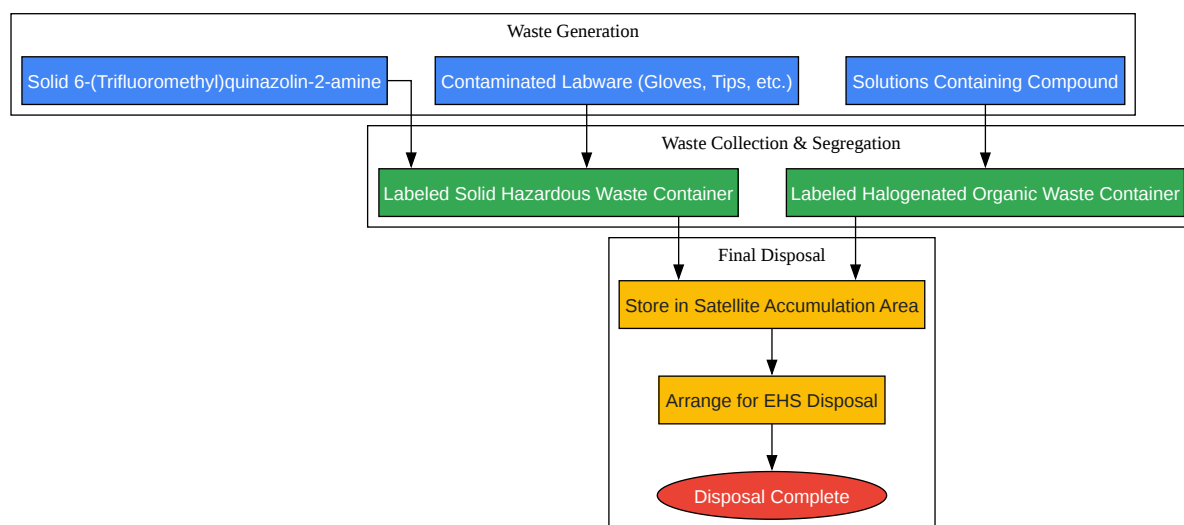 Waste Generation
Solid 6-(Trifluoromethyl)quinazolin-2-amine
Contaminated Labware (Gloves, Tips, etc.)
Solutions Containing Compound
Waste Collection & Segregation
Labeled Solid Hazardous Waste Container
Labeled Halogenated Organic Waste Container
Final Disposal
Store in Satellite Accumulation Area
Arrange for EHS Disposal
Disposal Complete